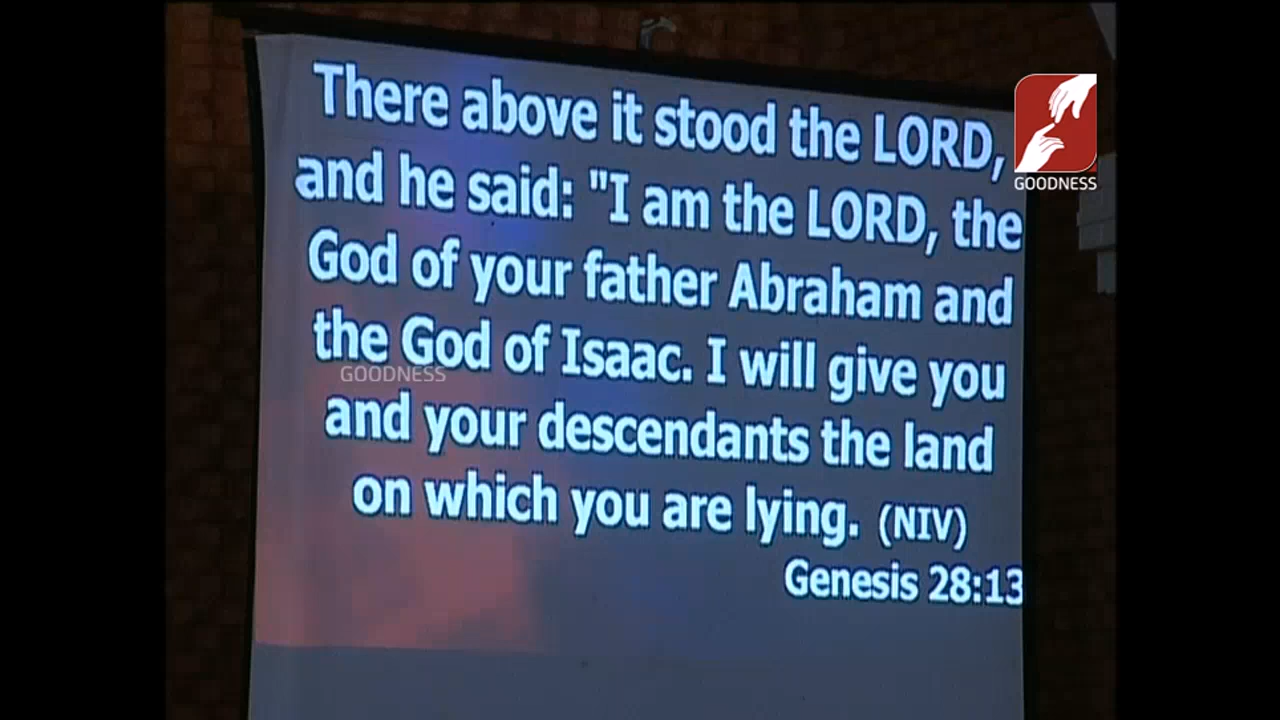 There above it stood the LORD,
and he said: "I am the LORD, the
God of your father Abraham and
the God of Isaac. I will give you
and your descendants the land
on which you are lying. (NIV)
Genesis 28:13
GOODNESS
GOODNESS